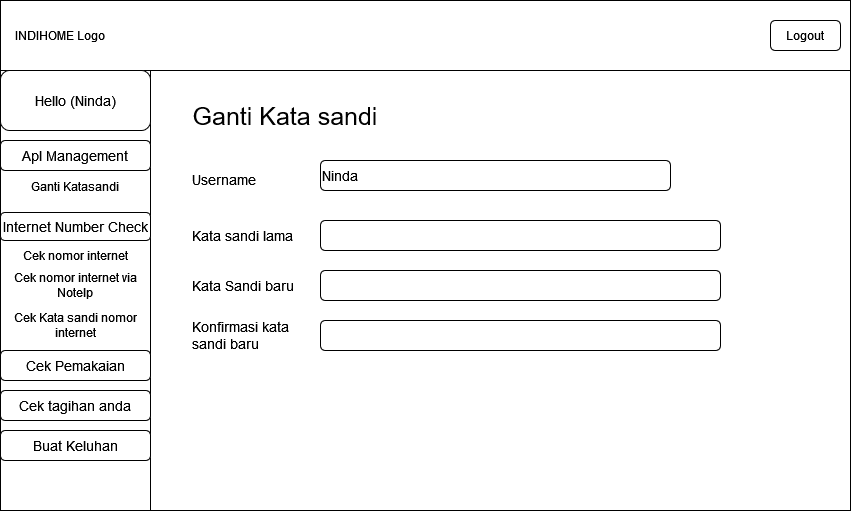 INDIHOME Logo
Logout
Hello (Ninda)
Apl Management
Ganti Katasandi
Internet Number Check
Cek nomor internet
Cek nomor internet via
Notelp
Cek Kata sandi nomor
internet
Cek Pemakaian
Cek tagihan anda
Buat Keluhan
Ganti Kata sandi
Username
Ninda
Kata sandi lama
Kata Sandi baru
Konfirmasi kata
sandi baru